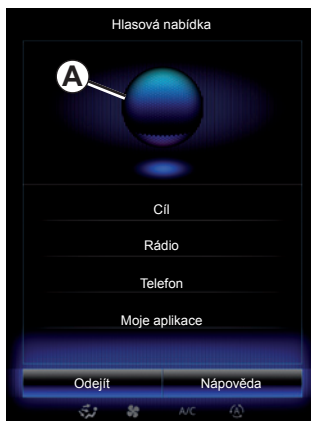 Hlasová nabídka
A
Cíl
Rádio
Telefon
Moje aplikace
Odejít Nápověda
A/C A